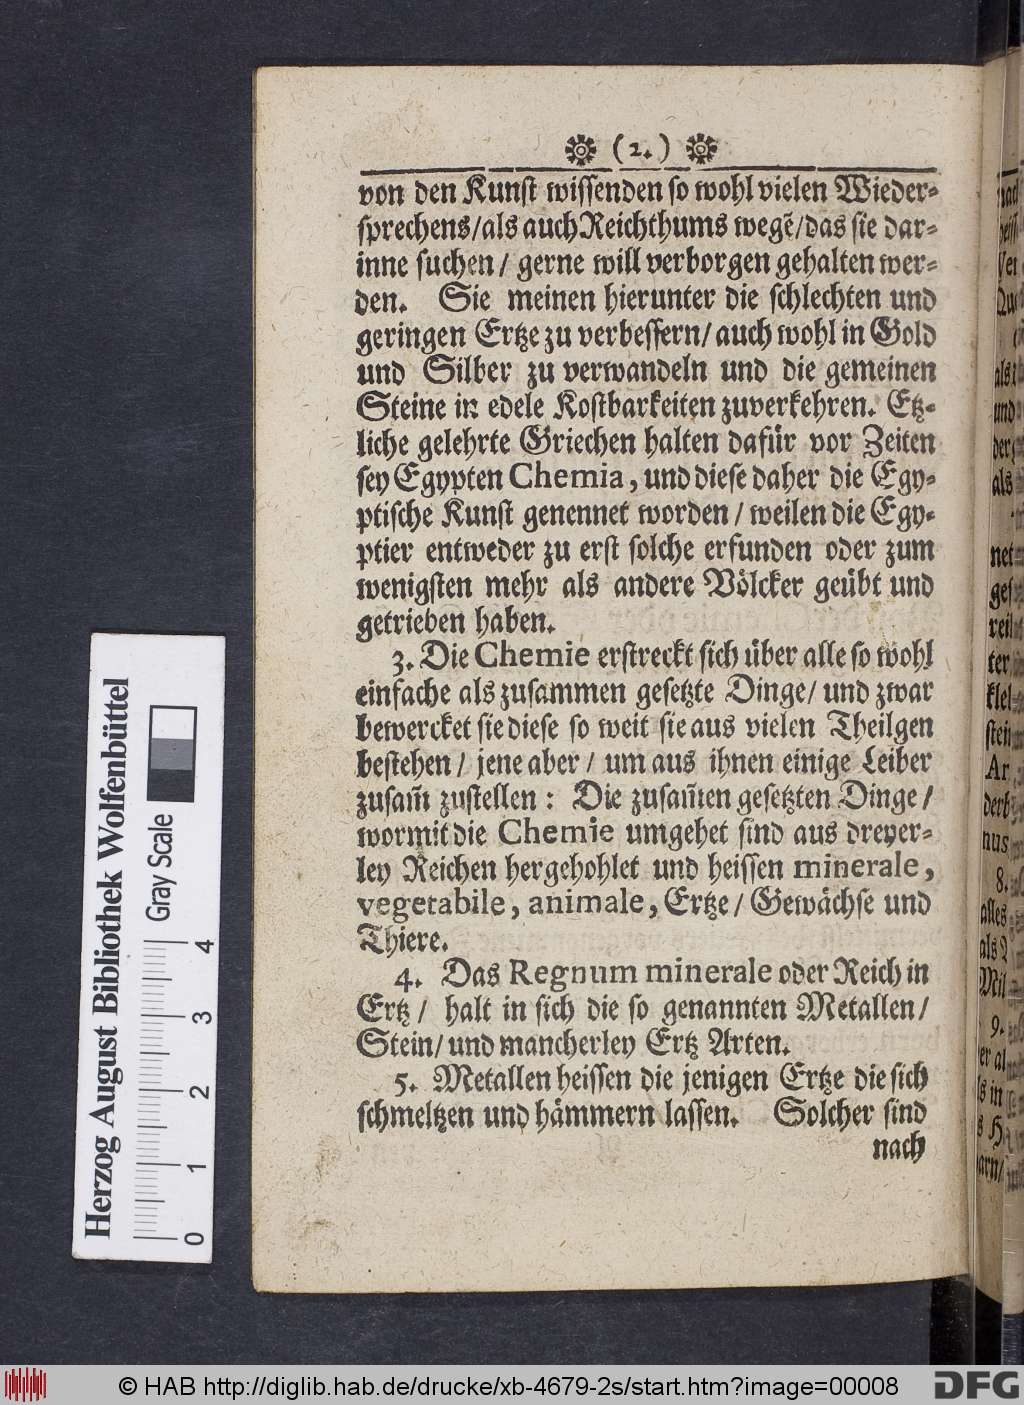 (2.)
von den Kunst wissenden so wohl vielen Wieder-
sprechens/als auch Reichthums wegẽ/das sie dar-
inne suchen/ gerne will verborgen gehalten wer-
den. Sie meinen hierunter die schlechten und
geringen Ertze zu verbessern/ auch wohl in Gold
und Silber zu verwandeln und die gemeinen
Steine in edele Kostbarkeiten zuverkehren. Etz-
liche gelehrte Griechen halten dafür vor Zeiten
sey Egypten Chemia, und diese daher die Egy-
ptische Kunst genennet worden/ weilen die Egy-
ptier entweder zu erst solche erfunden oder zum
wenigsten mehr als andere Völcker geübt und
getrieben haben.
3. Die Chemie erstreckt sich über alle so wohl
einfache als zusammen gesetzte Dinge/ und zwar
bewercket sie diese so weit sie aus vielen Theilgen
bestehen/ jene aber/ um aus ihnen einige Leiber
zusam̃ zustellen: Die zusam̃en gesetzten Dinge/
wormit die Chemie umgehet sind aus dreyer-
ley Reichen hergehohlet und heissen minerale,
vegetabile, animale, Ertze/ Gewächse und
Thiere.
4. Das Regnum minerale oder Reich in
Ertz/ halt in sich die so genannten Metallen/
Stein/ und mancherley Ertz Arten.
5. Metallen heissen die jenigen Ertze die sich
schmeltzen und hämmern lassen. Solcher sind
nach
Herzog August Bibliothek Wolfenbüttel
Gray Scale
0 1 2 3 4
© HAB http://diglib.hab.de/drucke/xb-4679-2s/start.htm?image=00008
DFG